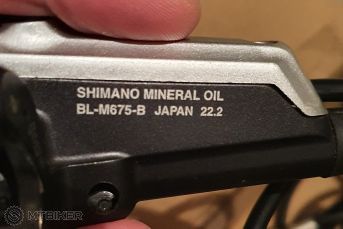 SHIMANO MINERAL OIL
BL-M675-B JAPAN 22.2
MTBIKER